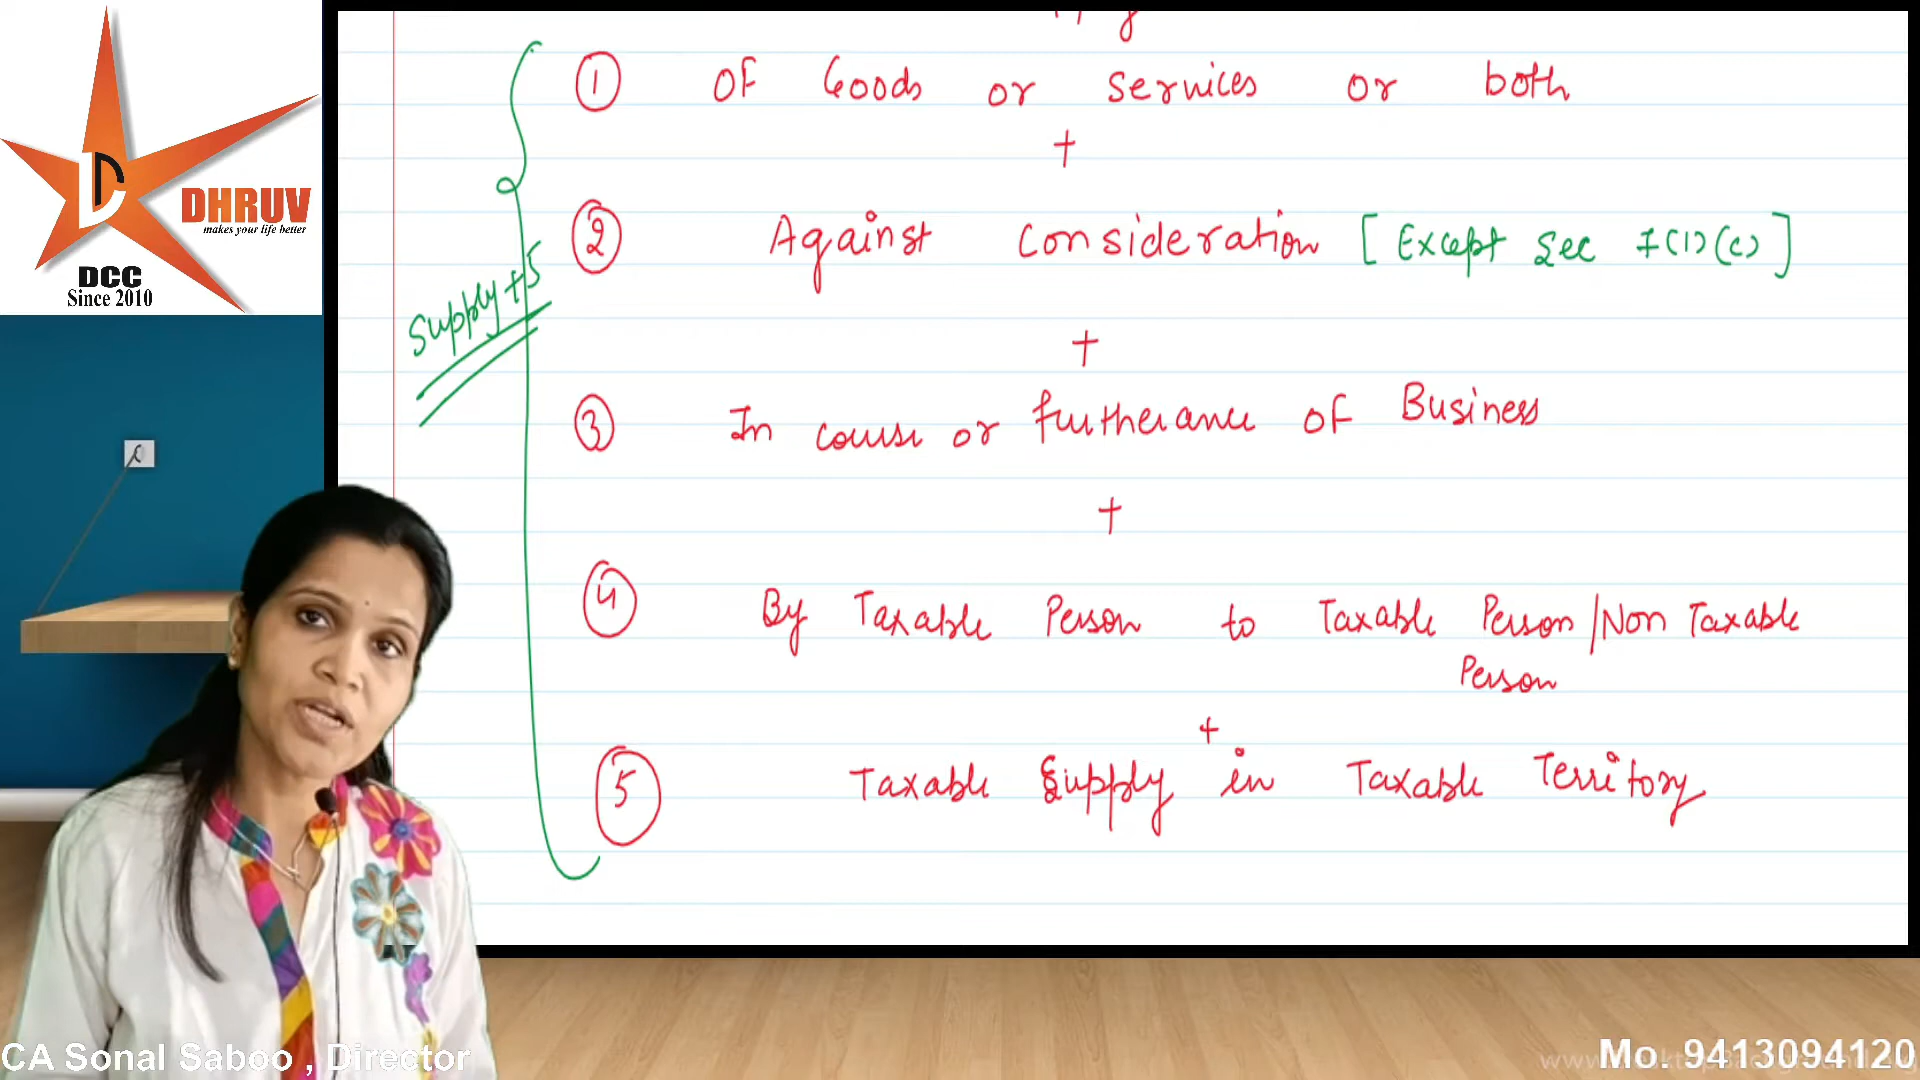 ① Of Goods or services or both
+
② Against Consideration [Except Sec 7(1)(c)]
+
③ In course or furtherance of Business
+
④ By Taxable Person to Taxable Person/Non Taxable
Person
+
⑤ Taxable Supply in Taxable Territory
Supply + 5
DC
DHRUV
makes your life better
DCC
Since 2010
CA Sonal Saboo , Director
Mo. 9413094120